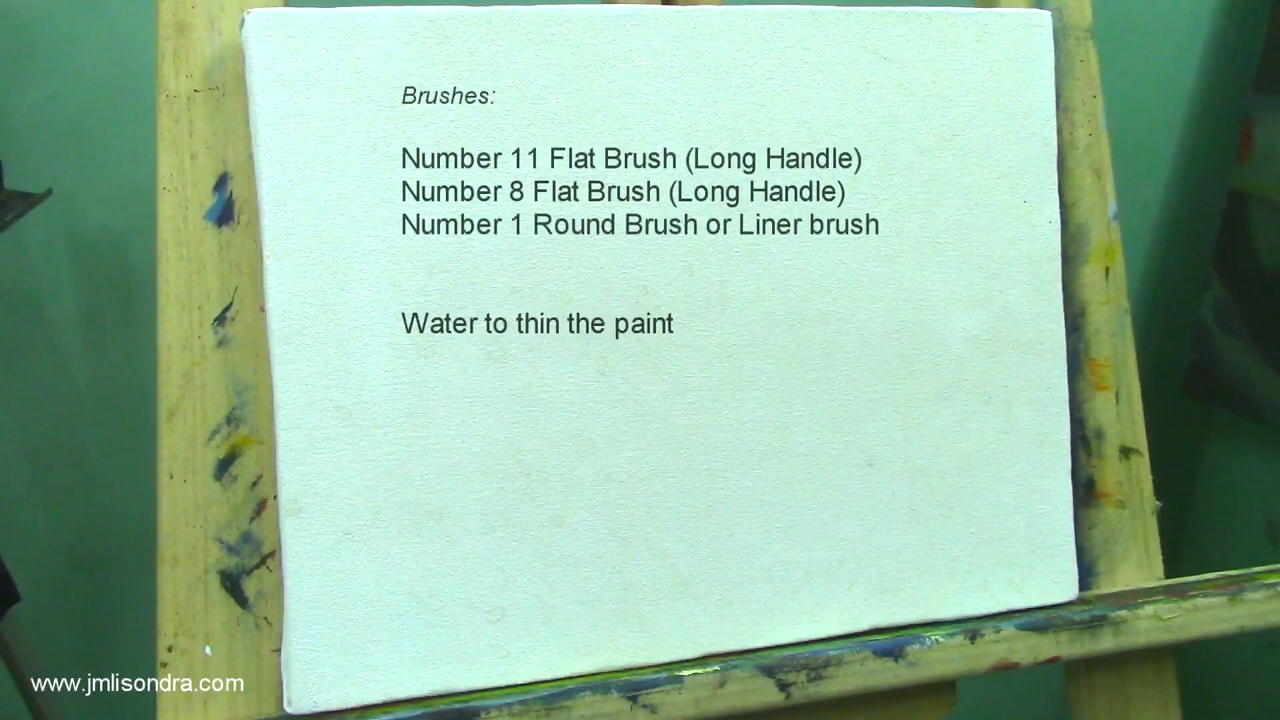 Brushes:
Number 11 Flat Brush (Long Handle)
Number 8 Flat Brush (Long Handle)
Number 1 Round Brush or Liner brush
Water to thin the paint
www.jmlisondra.com